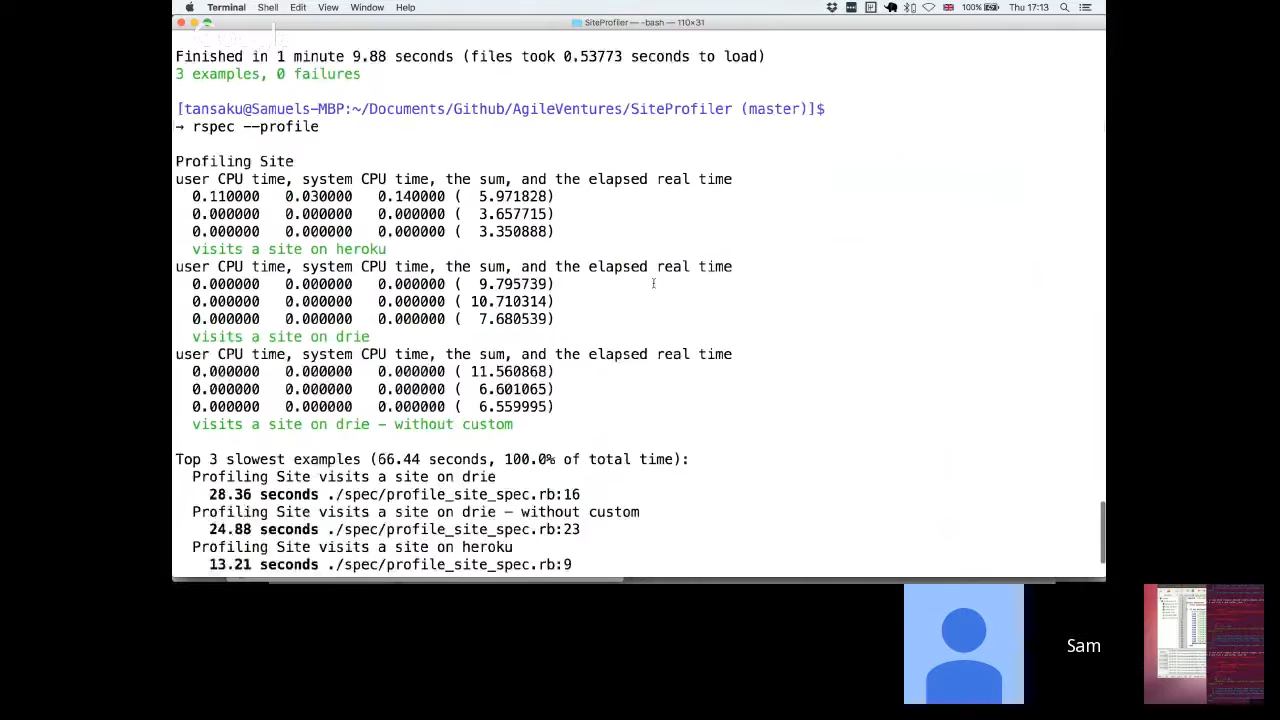 Terminal Shell Edit View Window Help 100% Thu 17:13
SiteProfiler — -bash — 110×31
Finished in 1 minute 9.88 seconds (files took 0.53773 seconds to load)
3 examples, 0 failures
[tansaku@Samuels-MBP:~/Documents/Github/AgileVentures/SiteProfiler (master)]$
→ rspec --profile
Profiling Site
user CPU time, system CPU time, the sum, and the elapsed real time
0.110000 0.030000 0.140000 ( 5.971828)
0.000000 0.000000 0.000000 ( 3.657715)
0.000000 0.000000 0.000000 ( 3.350888)
visits a site on heroku
user CPU time, system CPU time, the sum, and the elapsed real time
0.000000 0.000000 0.000000 ( 9.795739)
0.000000 0.000000 0.000000 ( 10.710314)
0.000000 0.000000 0.000000 ( 7.680539)
visits a site on drie
user CPU time, system CPU time, the sum, and the elapsed real time
0.000000 0.000000 0.000000 ( 11.560868)
0.000000 0.000000 0.000000 ( 6.601065)
0.000000 0.000000 0.000000 ( 6.559995)
visits a site on drie – without custom
Top 3 slowest examples (66.44 seconds, 100.0% of total time):
Profiling Site visits a site on drie
28.36 seconds ./spec/profile_site_spec.rb:16
Profiling Site visits a site on drie – without custom
24.88 seconds ./spec/profile_site_spec.rb:23
Profiling Site visits a site on heroku
13.21 seconds ./spec/profile_site_spec.rb:9
Sam